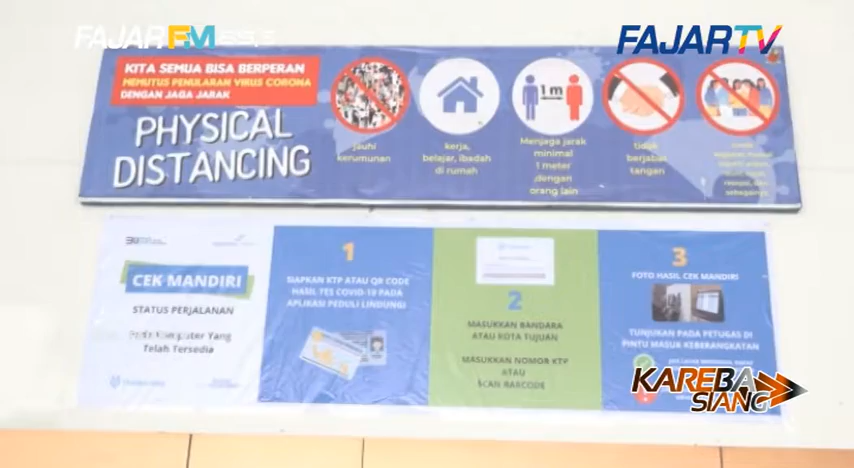 FAJAR FM 89.3
FAJAR TV
KITA SEMUA BISA BERPERAN
MEMUTUS PENULARAN VIRUS CORONA
DENGAN JAGA JARAK
PHYSICAL
DISTANCING
jauhi
kerumunan
kerja,
belajar, ibadah
di rumah
1 m
Menjaga jarak
minimal
1 meter
dengan
orang lain
tidak
berjabat
tangan
CEK MANDIRI
STATUS PERJALANAN
Pada Komputer Yang
Telah Tersedia
1
SIAPKAN KTP ATAU QR CODE
HASIL TES COVID-19 PADA
APLIKASI PEDULI LINDUNGI
2
MASUKKAN BANDARA
ATAU KOTA TUJUAN
MASUKKAN NOMOR KTP
ATAU
SCAN BARCODE
3
FOTO HASIL CEK MANDIRI
TUNJUKAN PADA PETUGAS DI
PINTU MASUK KEBERANGKATAN
KAREBA
SIANG